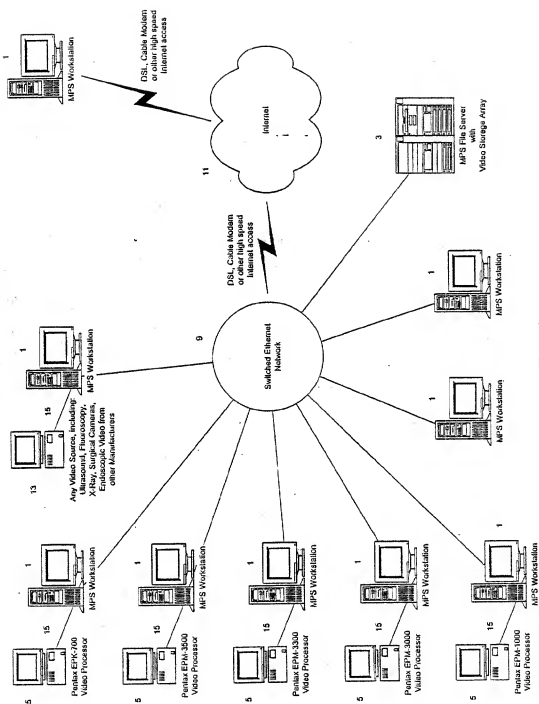 1
MPS Workstation
DSL, Cable Modem
or other high speed
Internet access
11
Internet
DSL, Cable Modem
or other high speed
Internet access
3
MPS File Server
with
Video Storage Array
9
Switched Ethernet
Network
1
MPS Workstation
1
MPS Workstation
13
15
Any Video Source, including:
Ultrasound, Fluoroscopy,
X-Ray, Surgical Cameras,
Endoscopic Video from
other Manufacturers
1
MPS Workstation
5
15
Pentax EPK-700
Video Processor
1
MPS Workstation
5
15
Pentax EPM-3500
Video Processor
1
MPS Workstation
5
15
Pentax EPM-3300
Video Processor
1
MPS Workstation
5
15
Pentax EPM-3000
Video Processor
1
MPS Workstation
5
15
Pentax EPM-1000
Video Processor
1
MPS Workstation